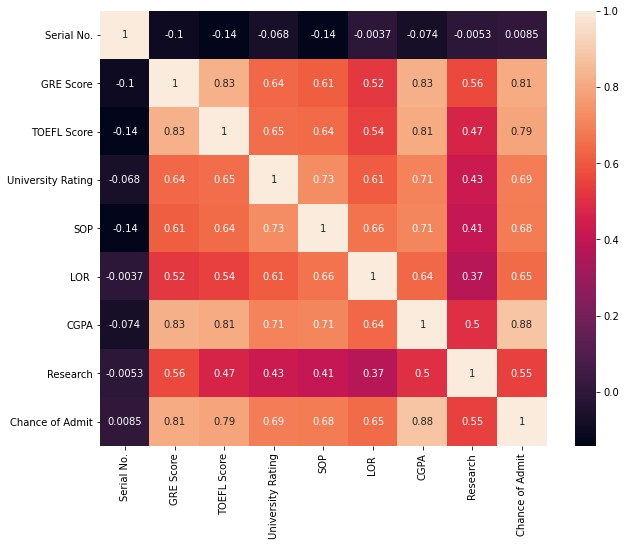 Serial No. 1 -0.1 -0.14 -0.068 -0.14 -0.0037 -0.074 -0.0053 0.0085
GRE Score -0.1 1 0.83 0.64 0.61 0.52 0.83 0.56 0.81
TOEFL Score -0.14 0.83 1 0.65 0.64 0.54 0.81 0.47 0.79
University Rating -0.068 0.64 0.65 1 0.73 0.61 0.71 0.43 0.69
SOP -0.14 0.61 0.64 0.73 1 0.66 0.71 0.41 0.68
LOR -0.0037 0.52 0.54 0.61 0.66 1 0.64 0.37 0.65
CGPA -0.074 0.83 0.81 0.71 0.71 0.64 1 0.5 0.88
Research -0.0053 0.56 0.47 0.43 0.41 0.37 0.5 1 0.55
Chance of Admit 0.0085 0.81 0.79 0.69 0.68 0.65 0.88 0.55 1
Serial No.
GRE Score
TOEFL Score
University Rating
SOP
LOR
CGPA
Research
Chance of Admit
1.0
0.8
0.6
0.4
0.2
0.0